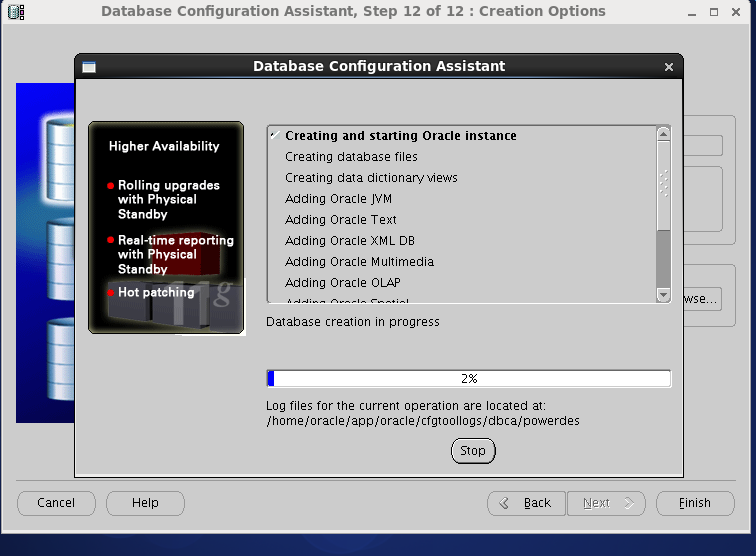 Database Configuration Assistant, Step 12 of 12 : Creation Options
Database Configuration Assistant
Higher Availability
Rolling upgrades
with Physical
Standby
Real-time reporting
with Physical
Standby
Hot patching
11g
Creating and starting Oracle instance
Creating database files
Creating data dictionary views
Adding Oracle JVM
Adding Oracle Text
Adding Oracle XML DB
Adding Oracle Multimedia
Adding Oracle OLAP
Adding Oracle Spatial
wse...
Database creation in progress
2%
Log files for the current operation are located at:
/home/oracle/app/oracle/cfgtoollogs/dbca/powerdes
Stop
Cancel
Help
Back
Next
Finish